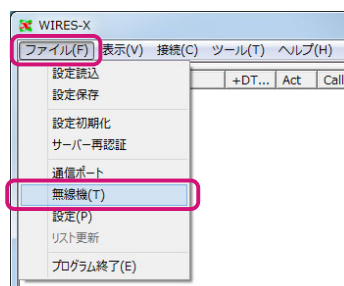 WIRES-X
ファイル(F) 表示(V) 接続(C) ツール(T) ヘルプ(H)
+DT... Act Call
設定読込
設定保存
設定初期化
サーバー再認証
通信ポート
無線機(T)
設定(P)
リスト更新
プログラム終了(E)